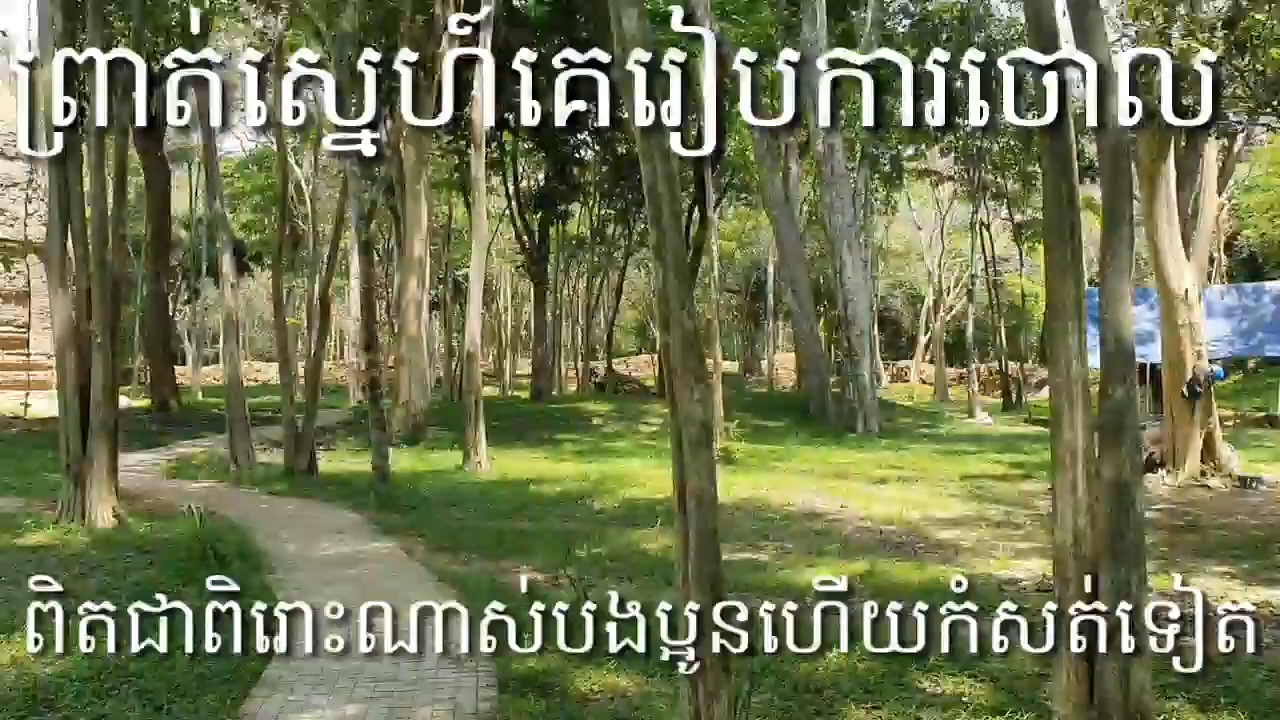 ព្រាត់ស្នេហ៍គេរៀបការចោល
ពិតជាពិរោះណាស់បងប្អូនហើយកំសត់ទៀត